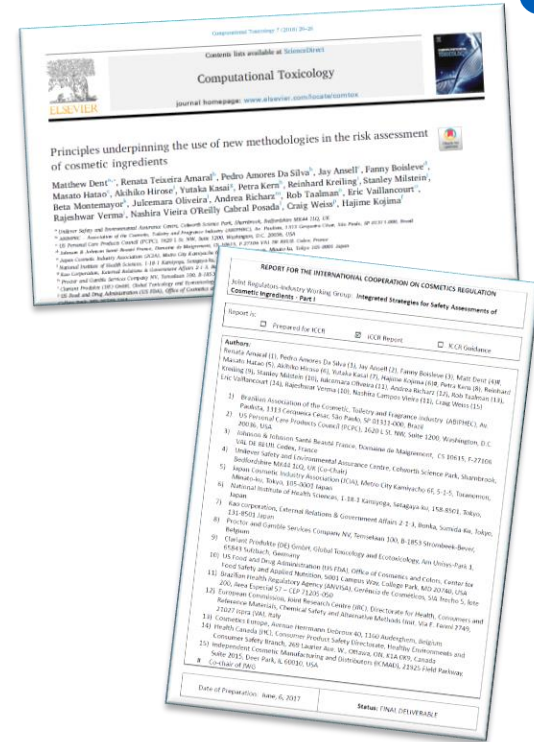 Computational Toxicology 7 (2018) 20-26
Contents lists available at ScienceDirect
Computational Toxicology
journal homepage: www.elsevier.com/locate/comtox
ELSEVIER
Principles underpinning the use of new methodologies in the risk assessment
of cosmetic ingredients
Matthew Dent, Renata Teixeira Amaral, Pedro Amores Da Silva, Jay Ansell, Fanny Boisleve,
Masato Hatao, Akihiko Hirose, Yutaka Kasai, Petra Kern, Reinhard Kreiling, Stanley Milstein,
Beta Montemayor, Julcemara Oliveira, Andrea Richarz, Rob Taalman, Eric Vaillancourt,
Rajeshwar Verma, Nashira Vieira O'Reilly Cabral Posada, Craig Weiss, Hajime Kojima
REPORT FOR THE INTERNATIONAL COOPERATION ON COSMETICS REGULATION
Joint Regulators-Industry Working Group: Integrated Strategies for Safety Assessments of
Cosmetic Ingredients - Part I
Report is:
Prepared for ICCR
ICCR Report
ICCR Guidance
Authors:
Renata Amaral (1), Pedro Amores Da Silva (1), Jay Ansell (2), Fanny Boisleve (3), Matt Dent (4)#,
Masato Hatao (5), Akihiko Hirose (6), Yutaka Kasai (7), Hajime Kojima (6)#, Petra Kern (8), Reinhard
Kreiling (9), Stanley Milstein (10), Julcemara Oliveira (11), Andrea Richarz (12), Rob Taalman (13),
Eric Vaillancourt (14), Rajeshwar Verma (10), Nashira Campos Vieira (11), Craig Weiss (15)
1) Brazilian Association of the Cosmetic, Toiletry and Fragrance Industry (ABIHPEC), Av.
Paulista, 1313 Cerqueira César, São Paulo, SP 01311-000, Brazil
2) US Personal Care Products Council (PCPC), 1620 L St. NW, Suite 1200, Washington, D.C.
20036, USA
3) Johnson & Johnson Santé Beauté France, Domaine de Maigremont, CS 10615, F-27106
VAL DE REUIL Cedex, France
4) Unilever Safety and Environmental Assurance Centre, Colworth Science Park, Sharnbrook,
Bedfordshire MK44 1LQ, UK (Co-Chair)
5) Japan Cosmetic Industry Association (JCIA), Metro City Kamiyacho 6F, 5-1-5, Toranomon,
Minato-ku, Tokyo, 105-0001 Japan
6) National Institute of Health Sciences, 1-18-1 Kamiyoga, Setagaya-ku, 158-8501, Tokyo,
Japan
7) Kao corporation, External Relations & Government Affairs 2-1-3, Bunka, Sumida-Ku, Tokyo,
131-8501 Japan
8) Procter and Gamble Services Company NV, Temselaan 100, B-1853 Strombeek-Bever,
Belgium
9) Clariant Produkte (DE) GmbH, Global Toxicology and Ecotoxicology, Am Unisys-Park 1,
65843 Sulzbach, Germany
10) US Food and Drug Administration (US FDA), Office of Cosmetics and Colors, Center for
Food Safety and Applied Nutrition, 5001 Campus Way, College Park, MD 20740, USA
11) Brazilian Health Regulatory Agency (ANVISA), Gerência de Cosméticos, SIA Trecho 5, lote
200, Área Especial 57 – CEP 71205-050
12) European Commission, Joint Research Centre (JRC), Directorate for Health, Consumers and
Reference Materials, Chemical Safety and Alternative Methods Unit, Via E. Fermi 2749,
21027 Ispra (VA), Italy
13) Cosmetics Europe, Avenue Herrmann Debroux 40, 1160 Auderghem, Belgium
14) Health Canada (HC), Consumer Product Safety Directorate, Healthy Environments and
Consumer Safety Branch, 269 Laurier Ave. W., Ottawa, ON, K1A 0K9, Canada
15) Independent Cosmetic Manufacturing and Distributors (ICMAD), 21925 Field Parkway,
Suite 2015, Deer Park, IL 60010, USA
# Co-chair of JWG
Date of Preparation: June, 6, 2017
Status: FINAL DELIVERABLE